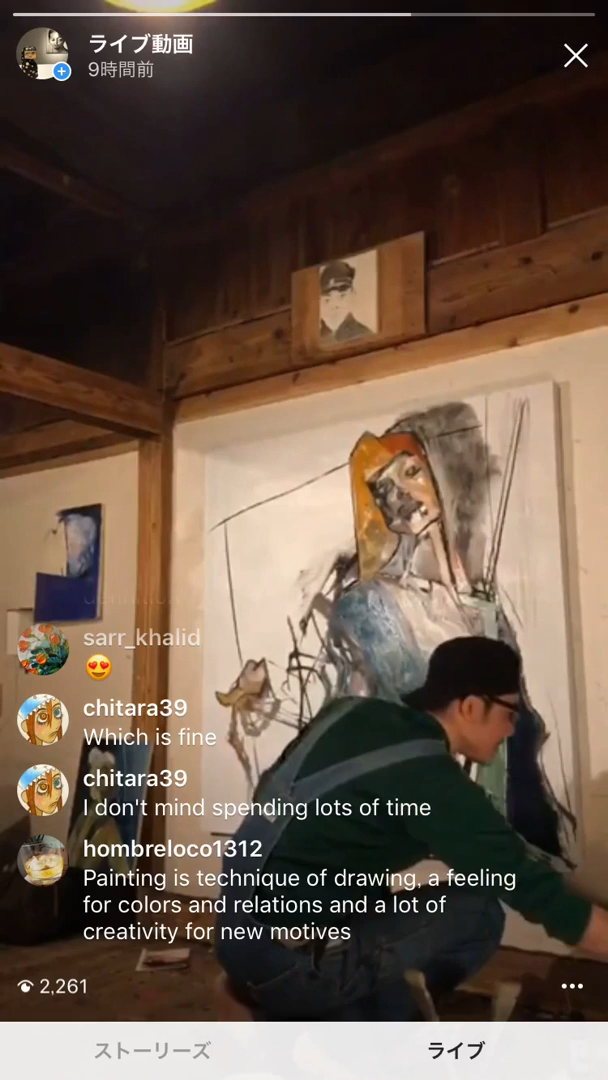 ライブ動画
9時間前
sarr_khalid
😍
chitara39
Which is fine
chitara39
I don't mind spending lots of time
hombreloco1312
Painting is technique of drawing, a feeling
for colors and relations and a lot of
creativity for new motives
2,261
ストーリーズ
ライブ